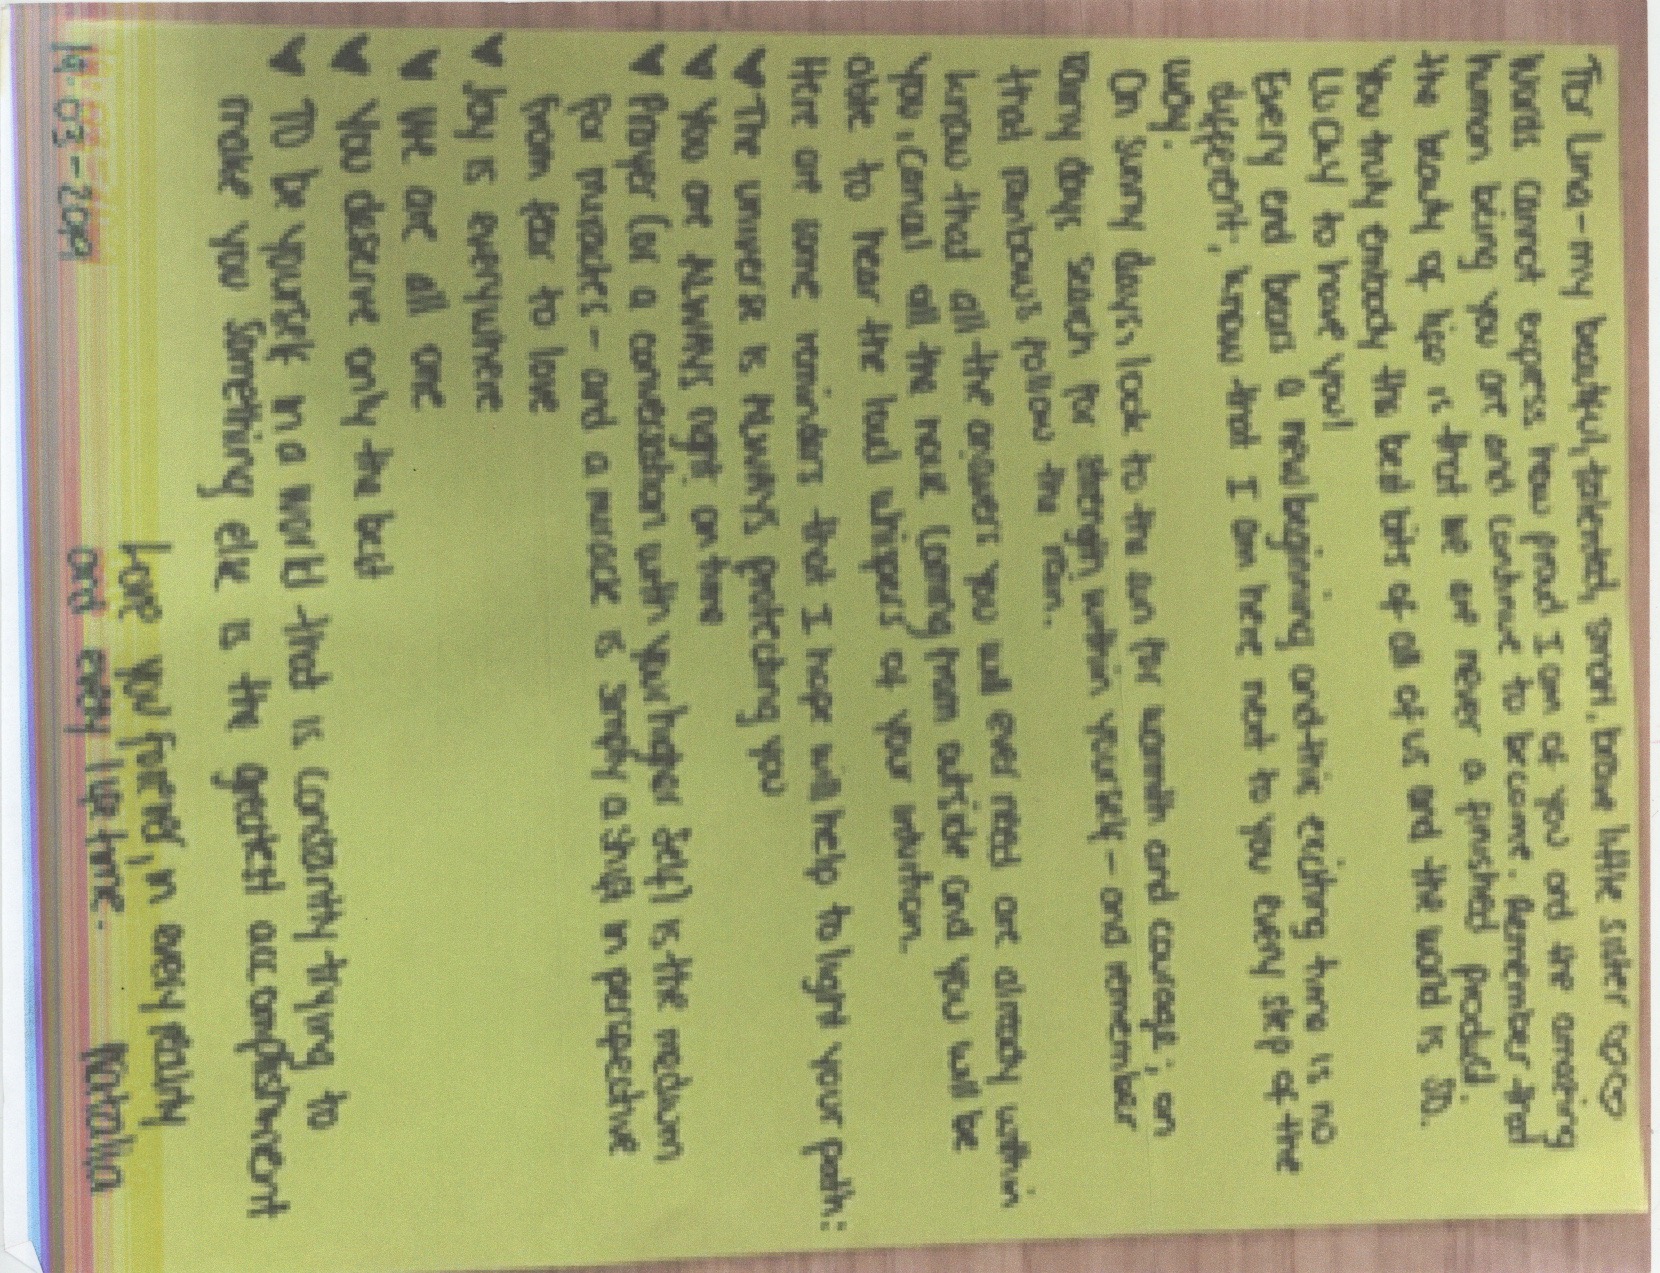 For Luna - my beautiful, talented, smart, brave little sister ♡♡
Words cannot express how proud I am of you and the amazing
human being you are and continue to become. Remember that
the beauty of life is that we are never a finished product.
You truly embody the best bits of all of us and the world is SO.
Lucky to have you!
Every end bears a new beginning and this exciting time is no
different, know that I am here next to you every step of the
way.
On sunny days, look to the sun for warmth and courage; on
rainy days search for strength within yourself - and remember
that rainbows follow the rain.
know that all the answers you will ever need are already within
you, cancel all the noise coming from outside and you will be
able to hear the loud whispers of your intuition.
Here are some reminders that I hope will help to light your path:
♥ The universe is ALWAYS protecting you
♥ You are ALWAYS right on time
♥ Prayer (or a conversation with your higher self) is the medium
for miracles - and a miracle is simply a shift in perspective
from fear to love
♥ Joy is everywhere
♥ We are all one
♥ You deserve only the best
♥ TO be yourself in a world that is constantly trying to
make you something else is the greatest accomplishment
Love you forever, in every reality
and every life time. Natalia
19-03-2019